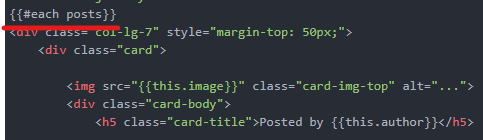 {{#each posts}}
<div class="col-lg-7" style="margin-top: 50px;">
<div class="card">
<img src="{{this.image}}" class="card-img-top" alt="...">
<div class="card-body">
<h5 class="card-title">Posted by {{this.author}}</h5>